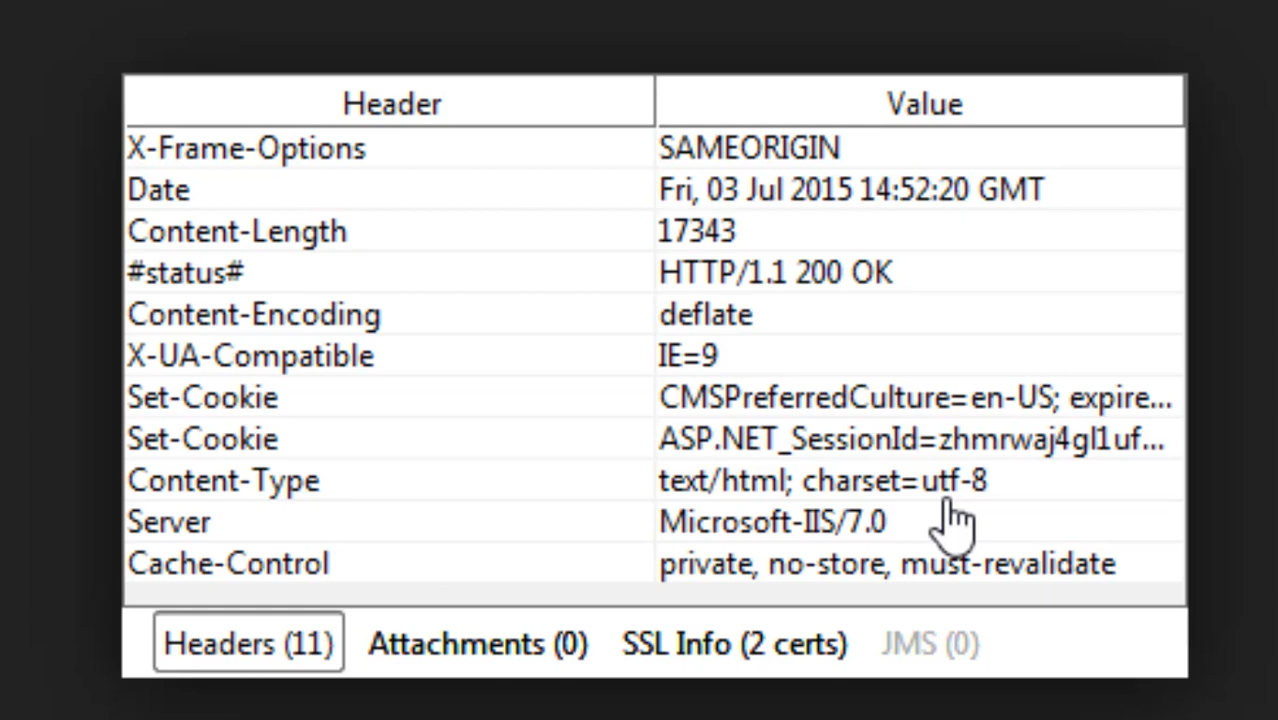 Header Value
X-Frame-Options SAMEORIGIN
Date Fri, 03 Jul 2015 14:52:20 GMT
Content-Length 17343
#status# HTTP/1.1 200 OK
Content-Encoding deflate
X-UA-Compatible IE=9
Set-Cookie CMSPreferredCulture=en-US; expire...
Set-Cookie ASP.NET_SessionId=zhmrwaj4gl1uf...
Content-Type text/html; charset=utf-8
Server Microsoft-IIS/7.0
Cache-Control private, no-store, must-revalidate
Headers (11) Attachments (0) SSL Info (2 certs) JMS (0)